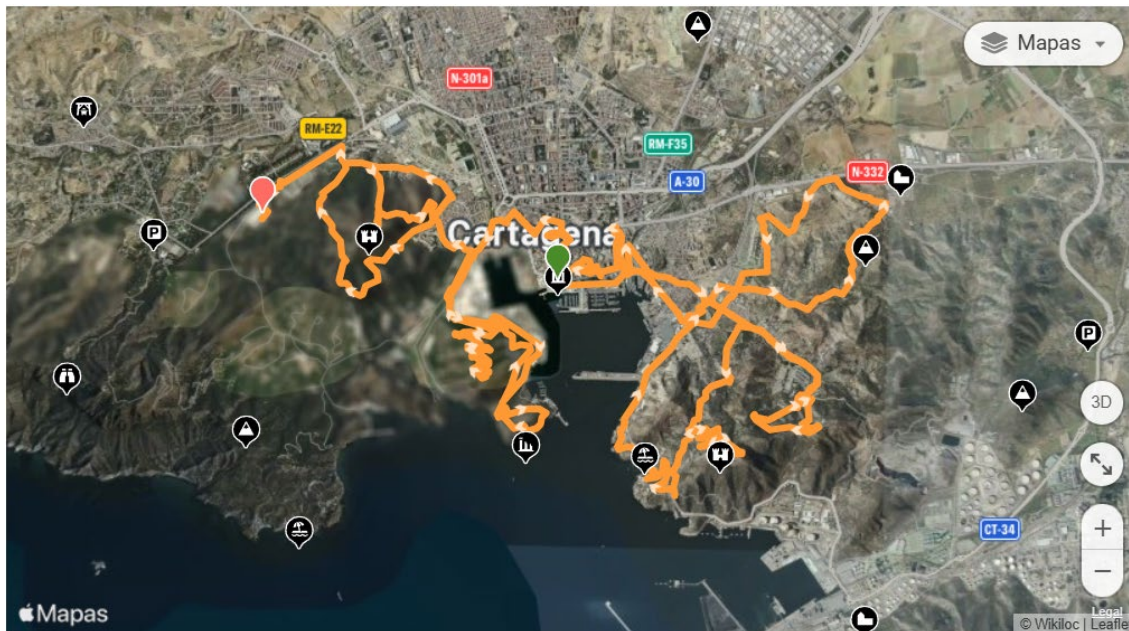 Mapas
N-301a
RM-E22
RM-F35
A-30
N-332
Cartagena
3D
CT-34
+
−
Mapas
Legal
© Wikiloc | Leafle